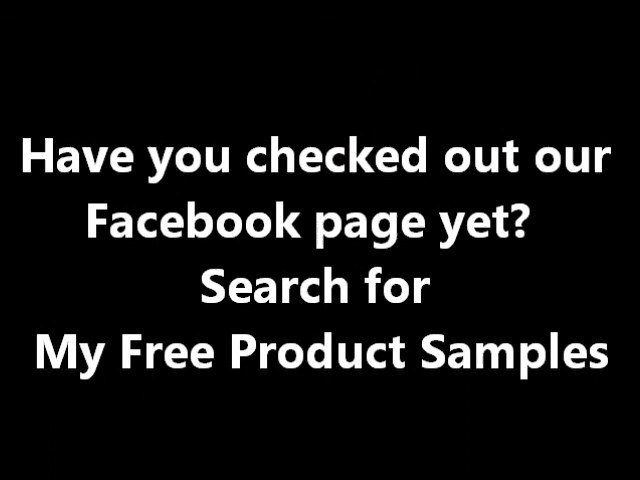 Have you checked out our
Facebook page yet?
Search for
My Free Product Samples